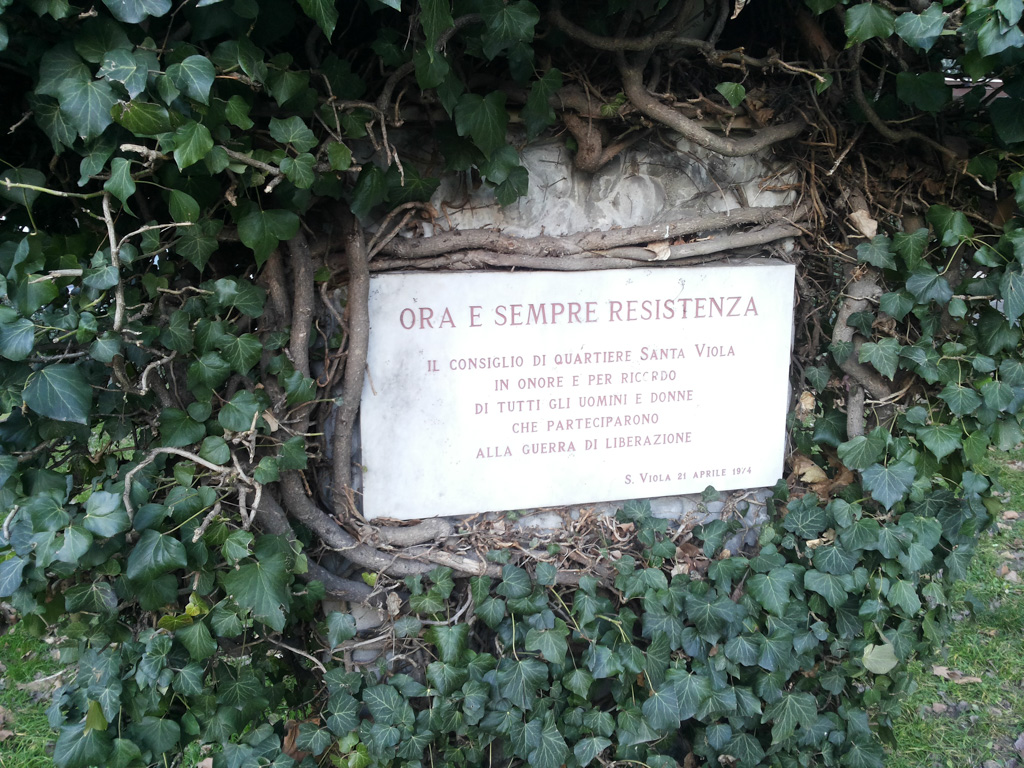 ORA E SEMPRE RESISTENZA
IL CONSIGLIO DI QUARTIERE SANTA VIOLA
IN ONORE E PER RICORDO
DI TUTTI GLI UOMINI E DONNE
CHE PARTECIPARONO
ALLA GUERRA DI LIBERAZIONE
S. VIOLA 21 APRILE 1974